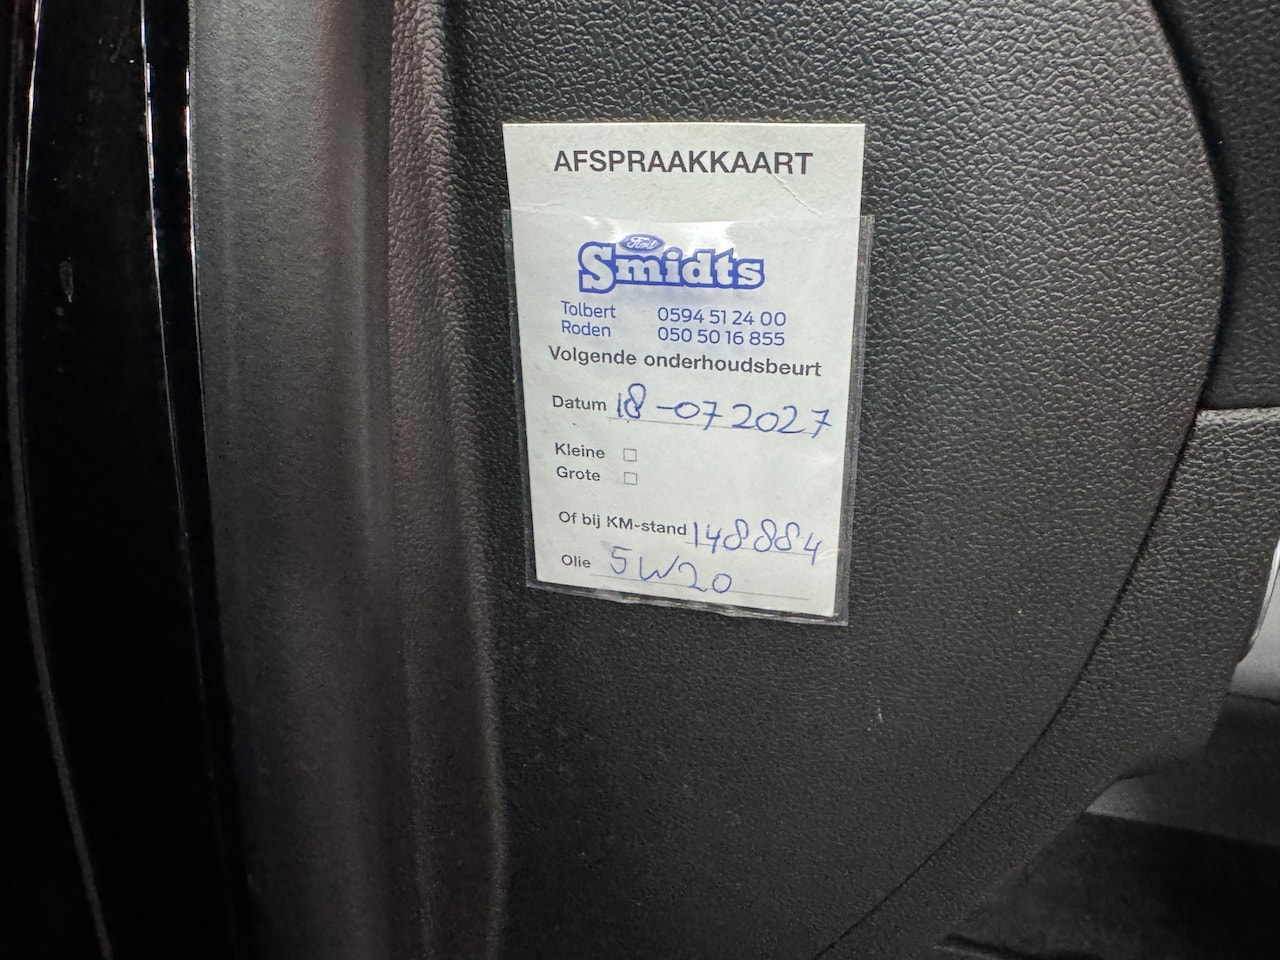 AFSPRAAKKAART
Ford
Smidts
Tolbert 0594 51 24 00
Roden 050 50 16 855
Volgende onderhoudsbeurt
Datum 18-07 2027
Kleine
Grote
Of bij KM-stand 148884
Olie 5W20